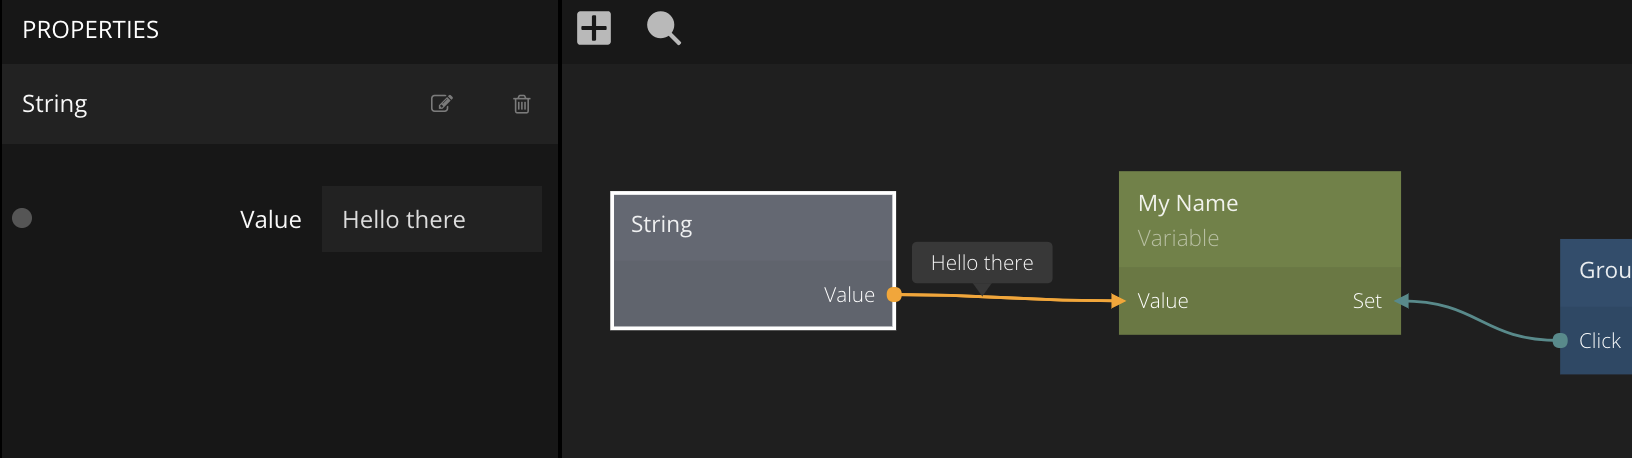 PROPERTIES
String
Value
Hello there
String
Value
Hello there
My Name
Variable
Value
Set
Grou
Click